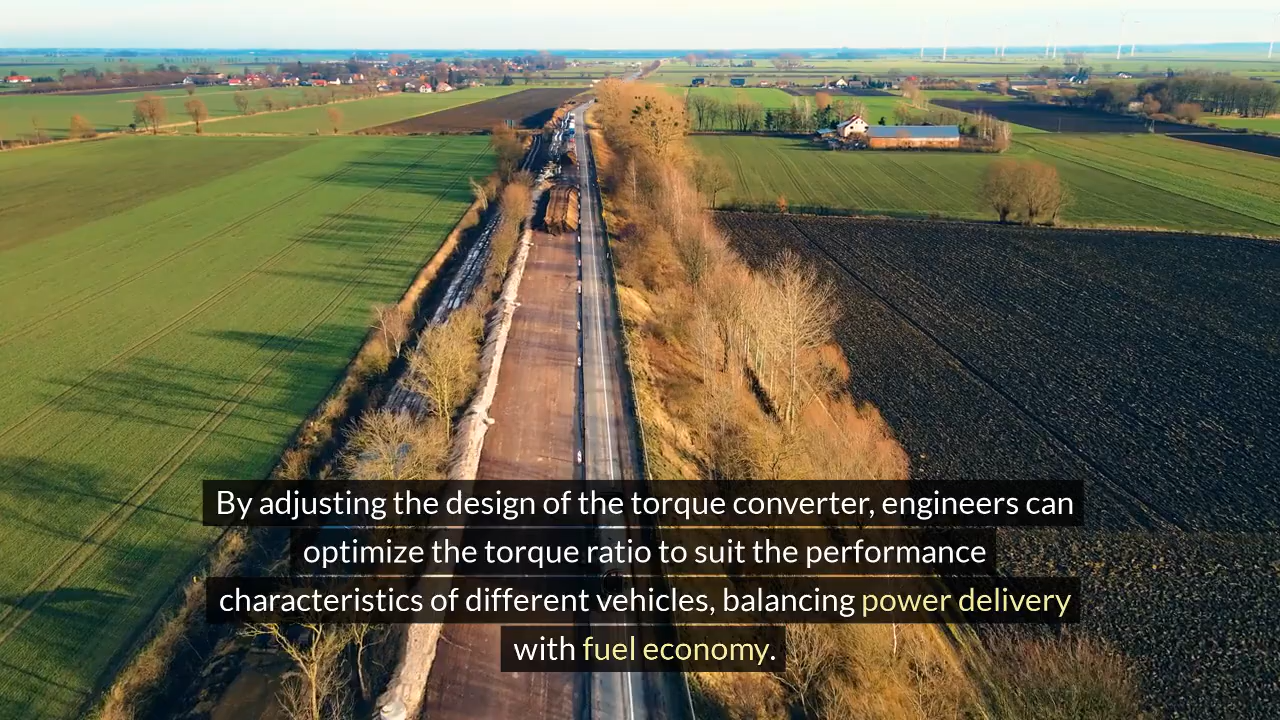 By adjusting the design of the torque converter, engineers can
optimize the torque ratio to suit the performance
characteristics of different vehicles, balancing power delivery
with fuel economy.